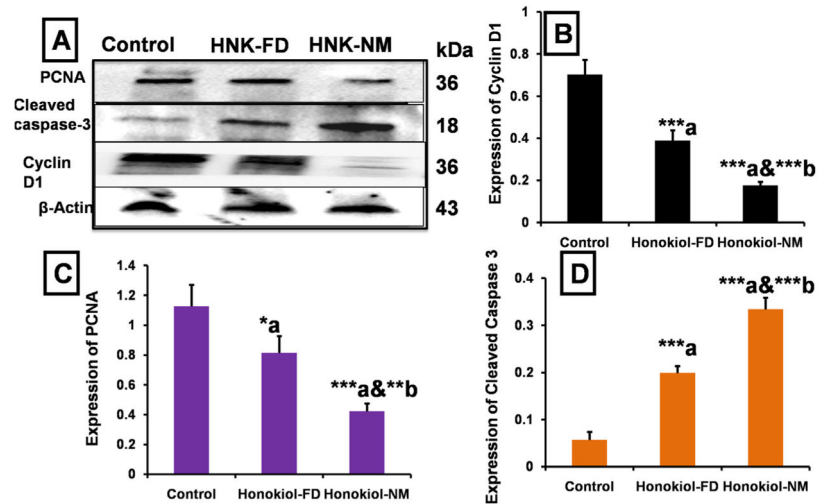 A
Control HNK-FD HNK-NM kDa
PCNA 36
Cleaved
caspase-3 18
Cyclin 36
D1
β-Actin 43
B
Expression of Cyclin D1
1
0.8
0.6
0.4
0.2
0
***a
***a&***b
Control Honokiol-FD Honokiol-NM
C
Expression of PCNA
1.4
1.2
1
0.8
0.6
0.4
0.2
0
*a
***a&**b
Control Honokiol-FD Honokiol-NM
D
Expression of Cleaved Caspase 3
0.4
0.3
0.2
0.1
0
***a
***a&***b
Control Honokiol-FD Honokiol-NM